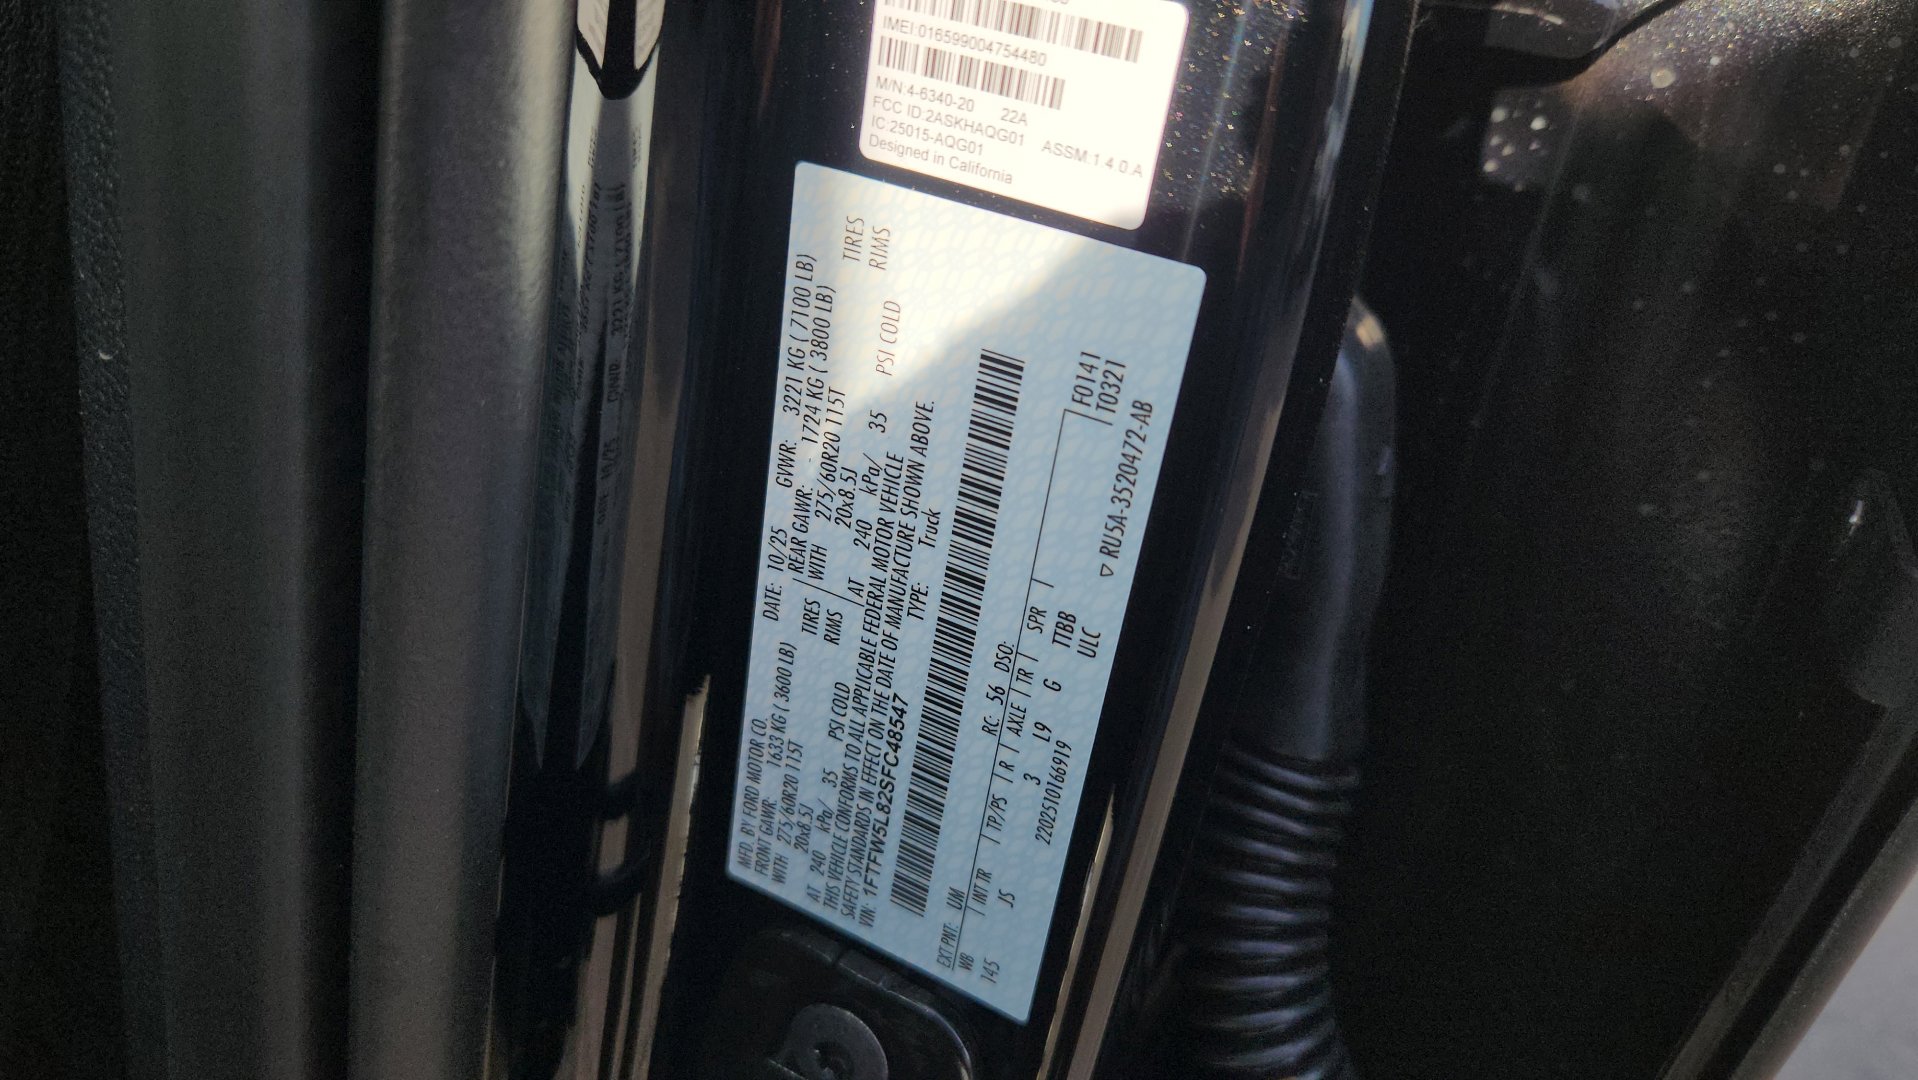 IMEI:016599004754480
M/N:4-6340-20 22A
FCC ID:2ASKHAQG01 ASSM:1.4.0.A
IC:25015-AQG01
Designed in California
MFD. BY FORD MOTOR CO. DATE: 10/25 GVWR: 3221 KG ( 7100 LB)
FRONT GAWR: 1633 KG ( 3600 LB) REAR GAWR: 1724 KG ( 3800 LB)
WITH 275/60R20 115T TIRES WITH 275/60R20 115T TIRES
20x8.5J RIMS 20x8.5J RIMS
AT 240 kPa/ 35 PSI COLD AT 240 kPa/ 35 PSI COLD
THIS VEHICLE CONFORMS TO ALL APPLICABLE FEDERAL MOTOR VEHICLE
SAFETY STANDARDS IN EFFECT ON THE DATE OF MANUFACTURE SHOWN ABOVE.
VIN: 1FTFW5L82SFC48547 TYPE: Truck
EXT PNT: UM RC: 56 DSO:
WB INT TR TP/PS R AXLE TR SPR F0141
145 JS 3 L9 G TTBB T0321
2202510166919 ULC
▽ RU5A-3520472-AB